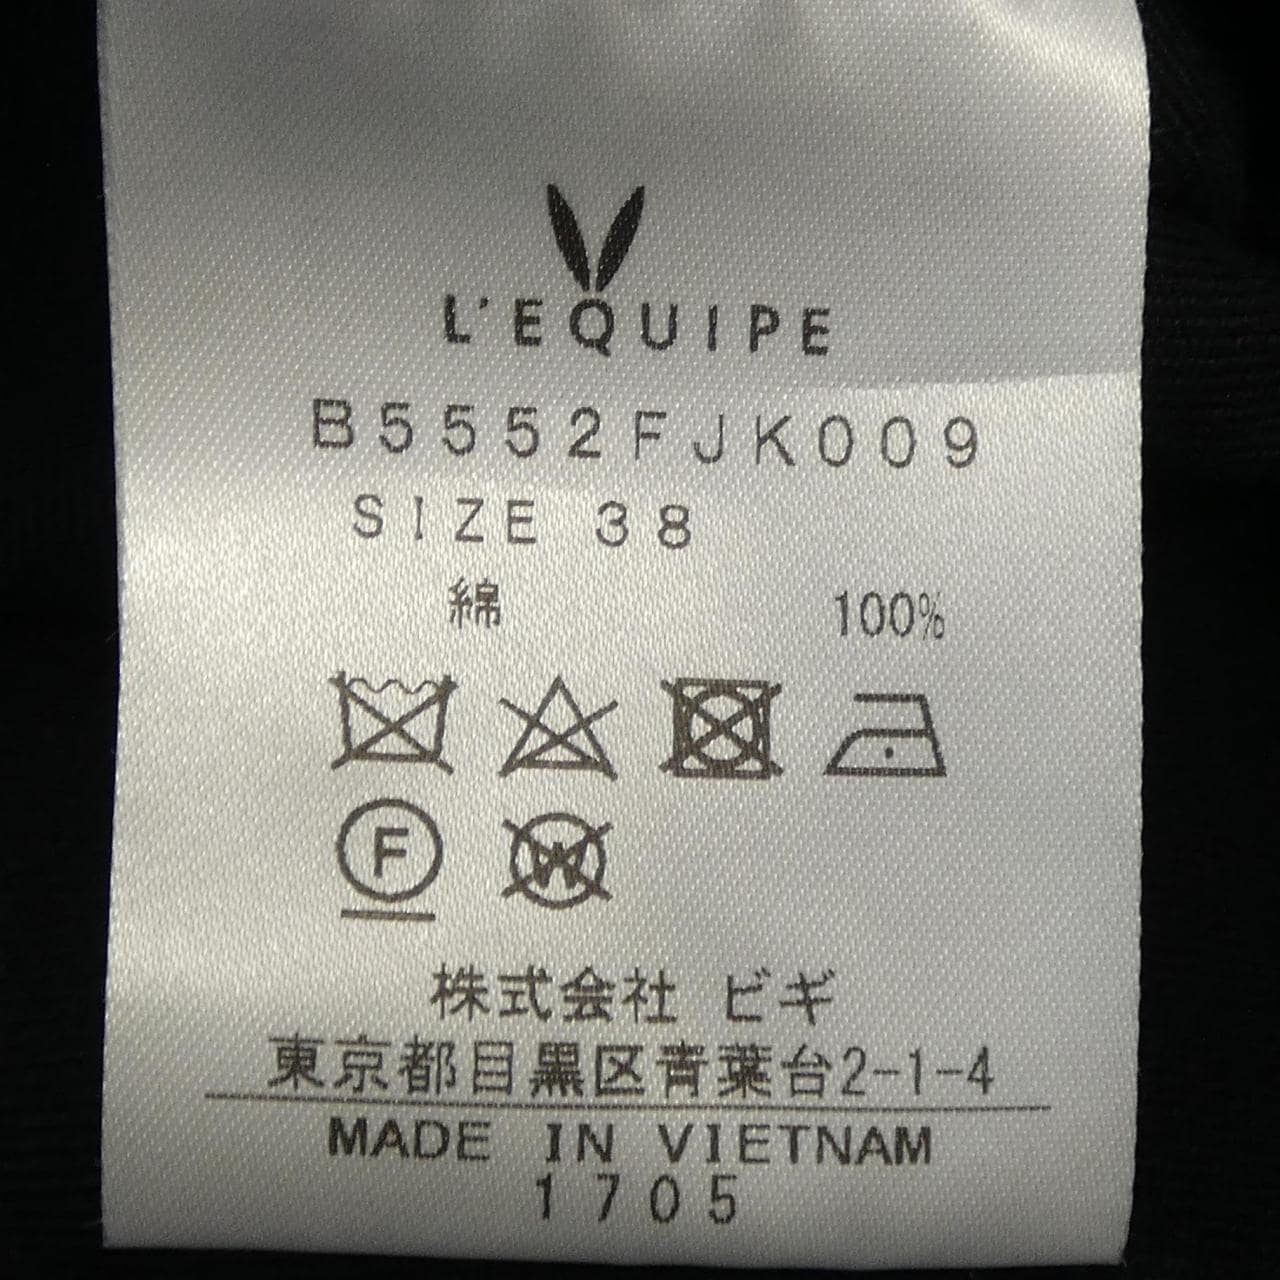 L'EQUIPE
B5552FJK009
SIZE 38
綿 100%
F
W
株式会社 ビギ
東京都目黒区青葉台2-1-4
MADE IN VIETNAM
1705